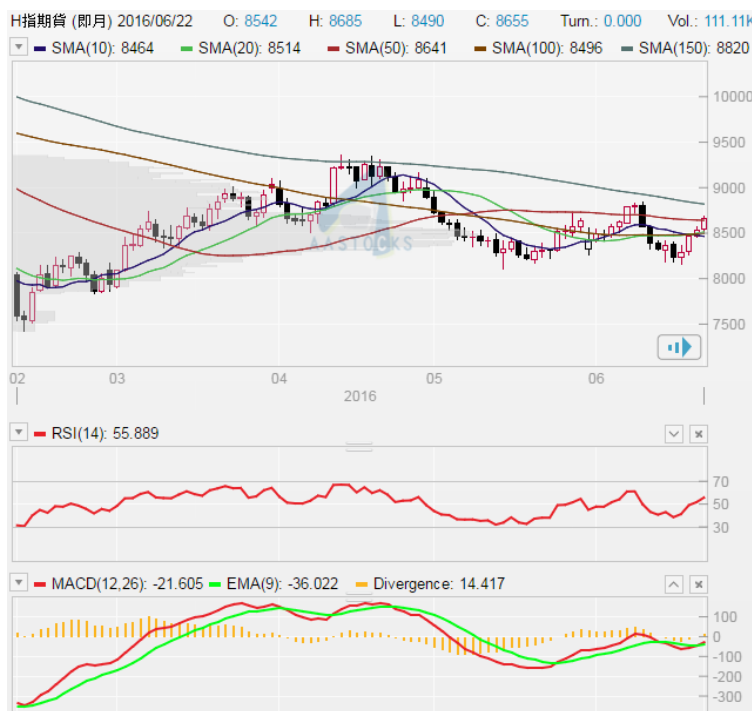 H指期貨 (即月) 2016/06/22 O: 8542 H: 8685 L: 8490 C: 8655 Turn.: 0.000 Vol.: 111.11K
SMA(10): 8464 SMA(20): 8514 SMA(50): 8641 SMA(100): 8496 SMA(150): 8820
10000
9500
9000
8500
8000
7500
AASTOCKS
02 03 04 05 06
2016
RSI(14): 55.889
70
50
30
MACD(12,26): -21.605 EMA(9): -36.022 Divergence: 14.417
100
0
-100
-200
-300